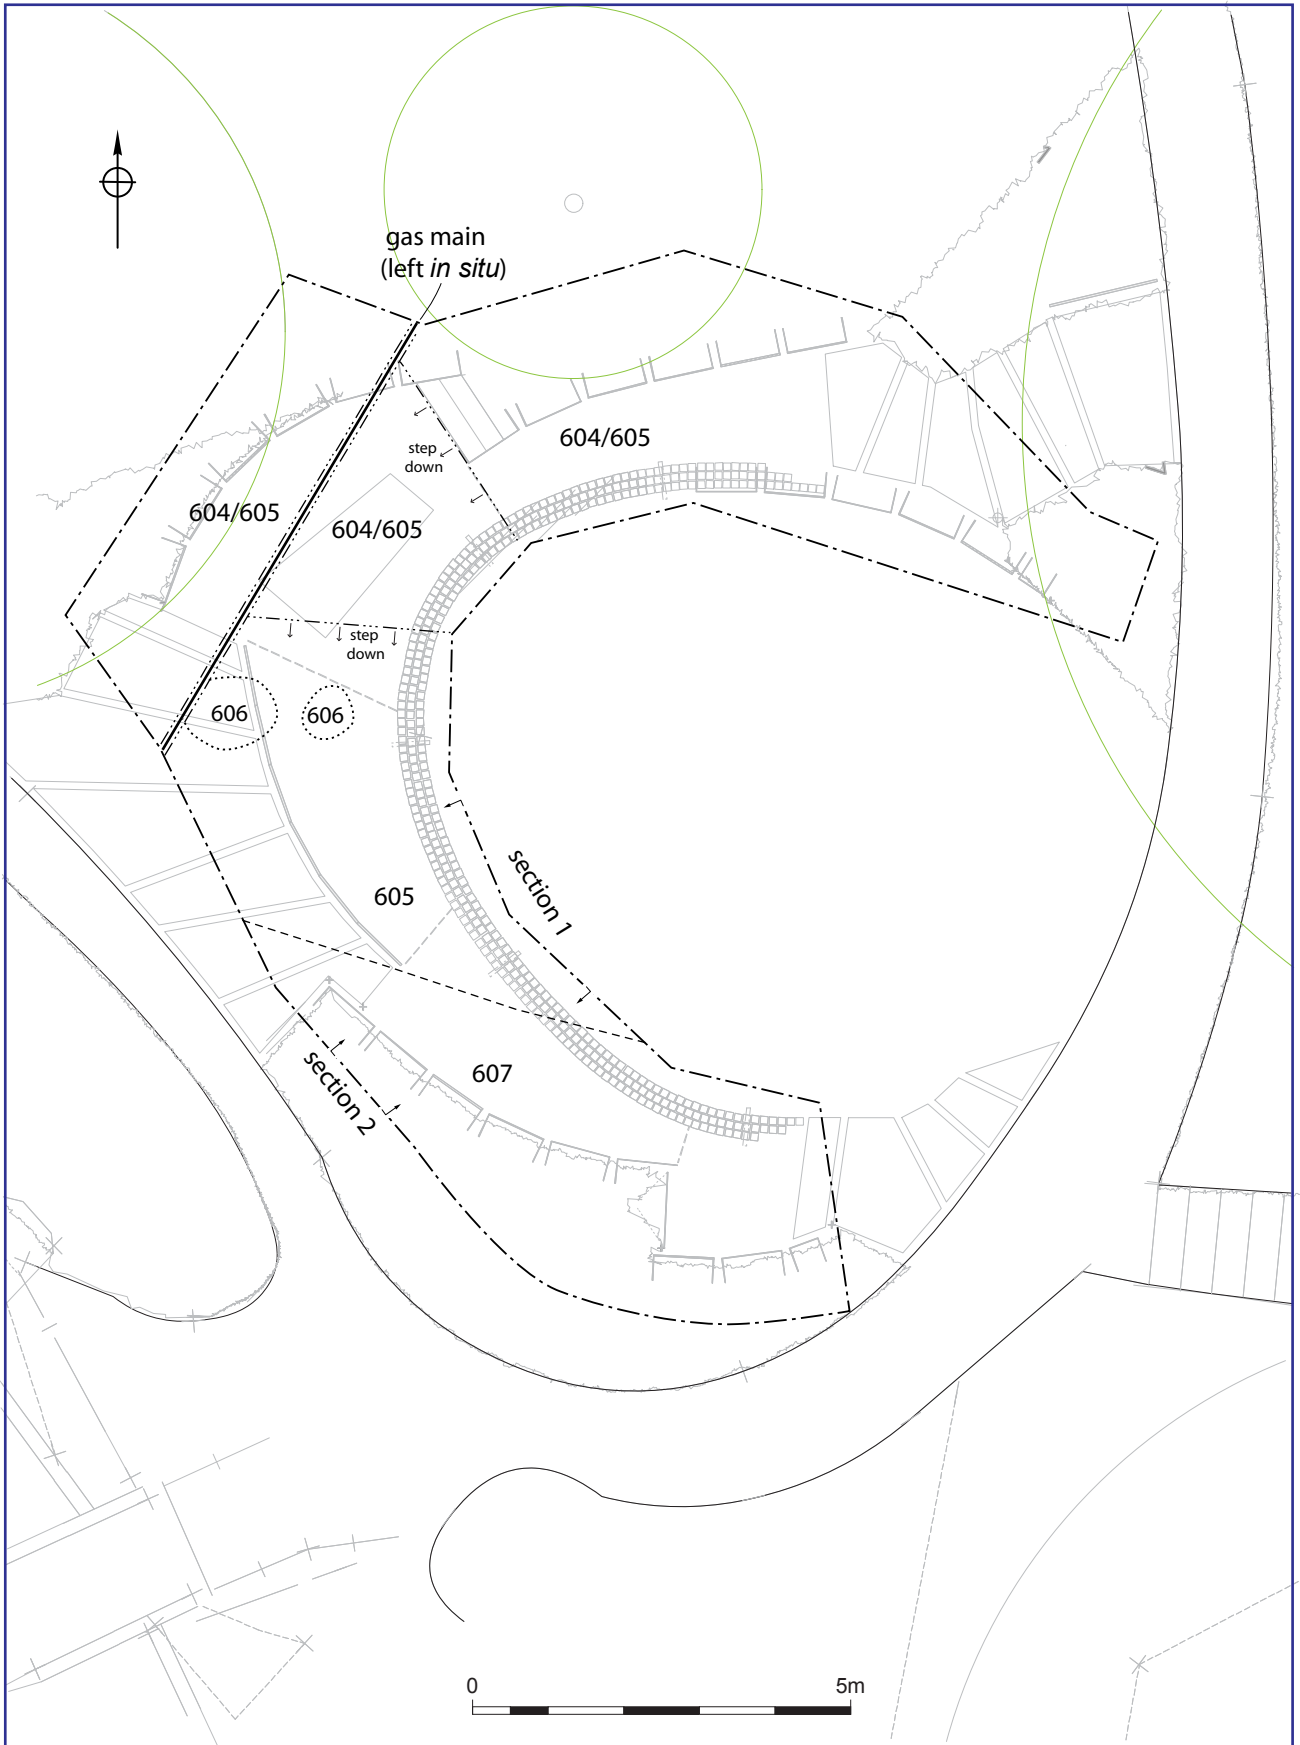 gas main
(left in situ)
604/605
step
down
604/605
604/605
step
down
606
606
section 1
605
section 2
607
0
5m